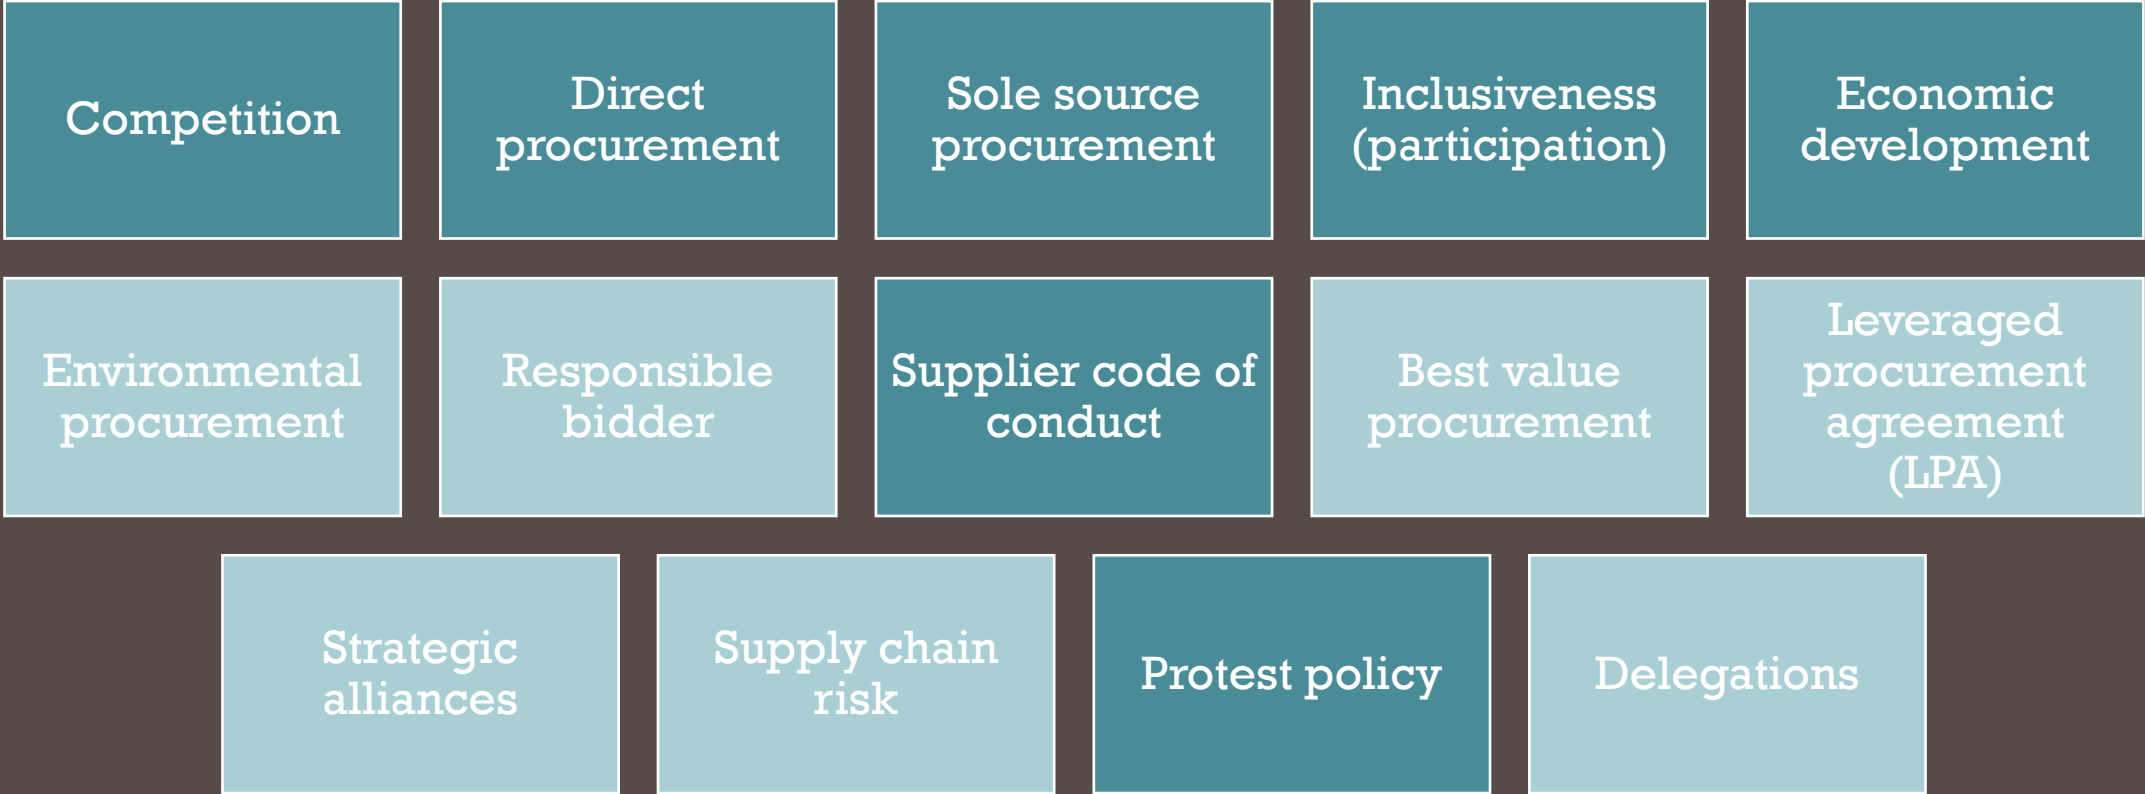 Competition
Direct
procurement
Sole source
procurement
Inclusiveness
(participation)
Economic
development
Environmental
procurement
Responsible
bidder
Supplier code of
conduct
Best value
procurement
Leveraged
procurement
agreement
(LPA)
Strategic
alliances
Supply chain
risk
Protest policy
Delegations